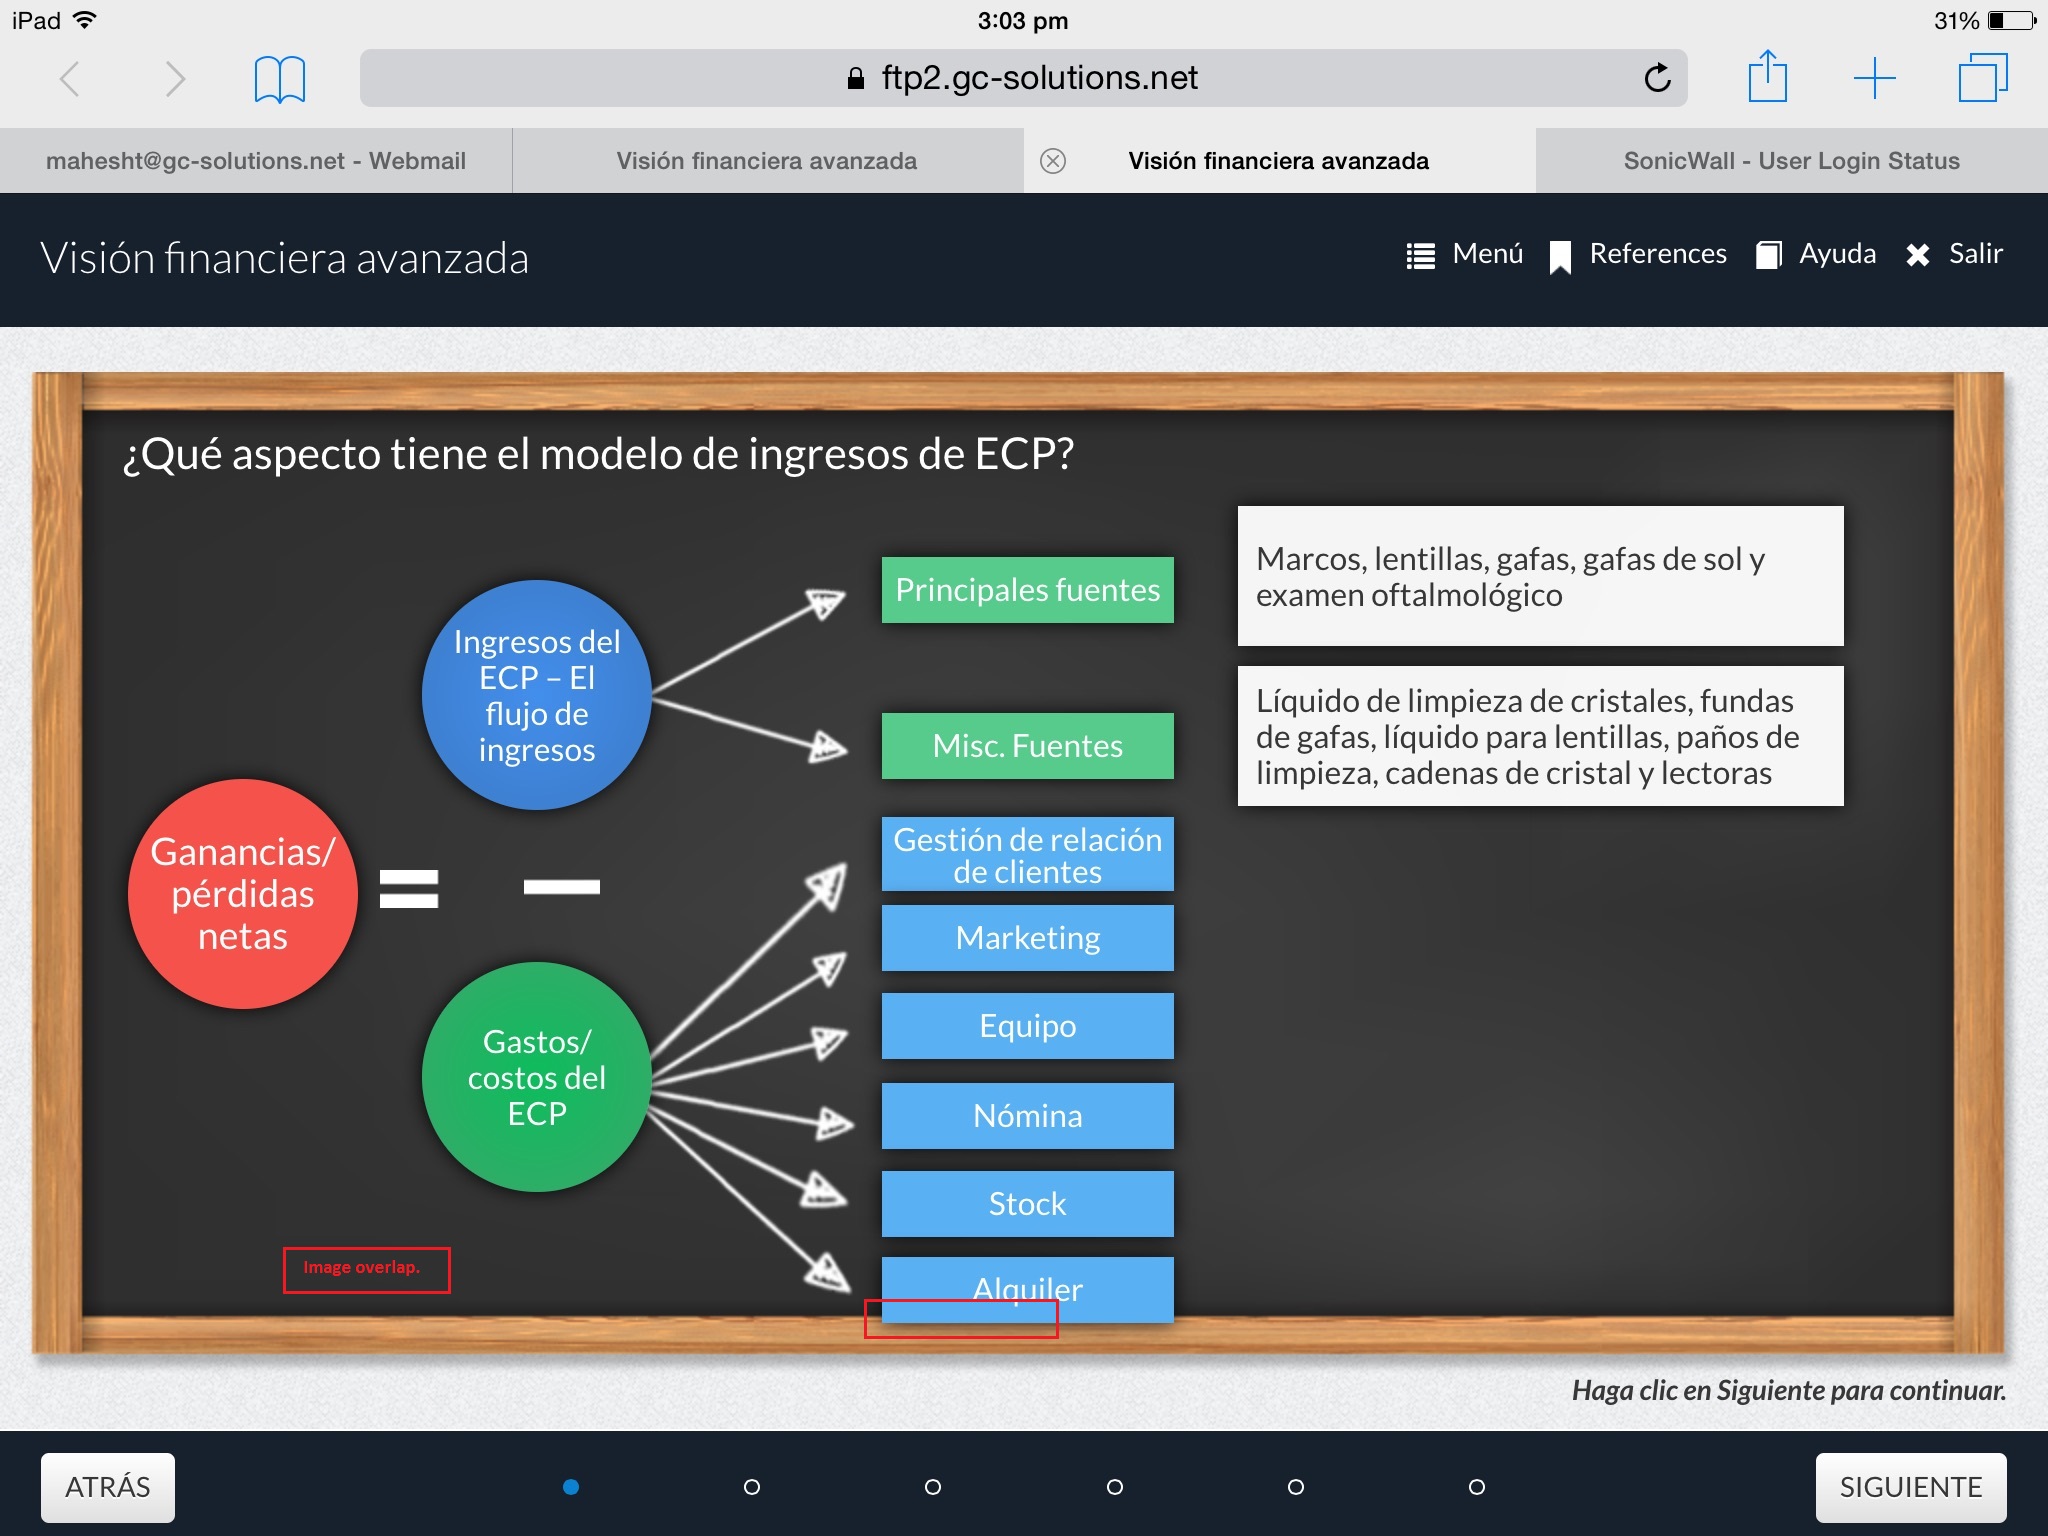 iPad
3:03 pm
31%
ftp2.gc-solutions.net
mahesht@gc-solutions.net - Webmail
Visión financiera avanzada
Visión financiera avanzada
SonicWall - User Login Status
Visión financiera avanzada
Menú
References
Ayuda
Salir
¿Qué aspecto tiene el modelo de ingresos de ECP?
Ganancias/
pérdidas
netas
Ingresos del
ECP – El
flujo de
ingresos
Principales fuentes
Marcos, lentillas, gafas, gafas de sol y
examen oftalmológico
Misc. Fuentes
Líquido de limpieza de cristales, fundas
de gafas, líquido para lentillas, paños de
limpieza, cadenas de cristal y lectoras
Gastos/
costos del
ECP
Gestión de relación
de clientes
Marketing
Equipo
Nómina
Stock
Alquiler
Image overlap.
Haga clic en Siguiente para continuar.
ATRÁS
SIGUIENTE